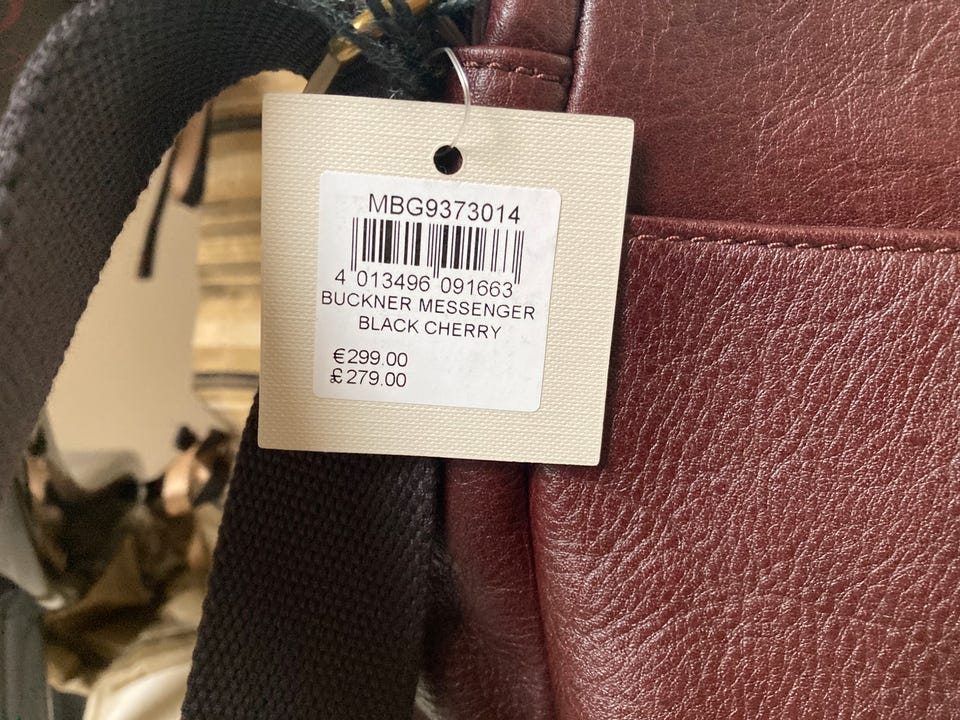 MBG9373014
4 013496 091663
BUCKNER MESSENGER
BLACK CHERRY
€299.00
£279.00